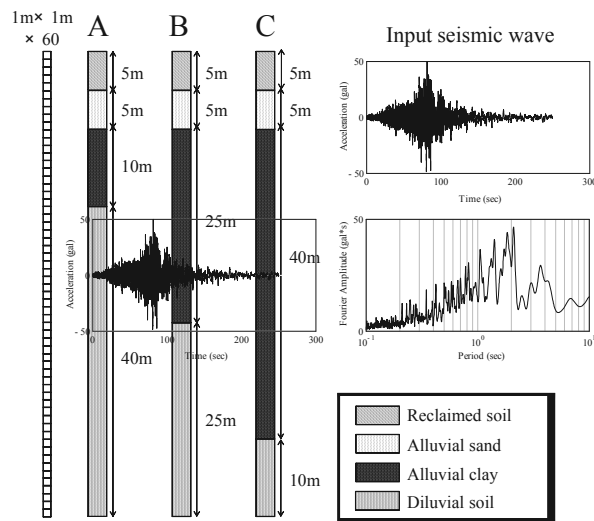 1m× 1m
× 60
A
B
C
5m
5m
5m
5m
5m
5m
10m
25m
40m
40m
25m
10m
Input seismic wave
50
0
- 50
Acceleration (gal)
0
100
200
300
Time (sec)
50
0
- 50
Acceleration (gal)
0
100
200
300
Time (sec)
50
0
Fourier Amplitude (gal*s)
10-1
100
101
Period (sec)
Reclaimed soil
Alluvial sand
Alluvial clay
Diluvial soil